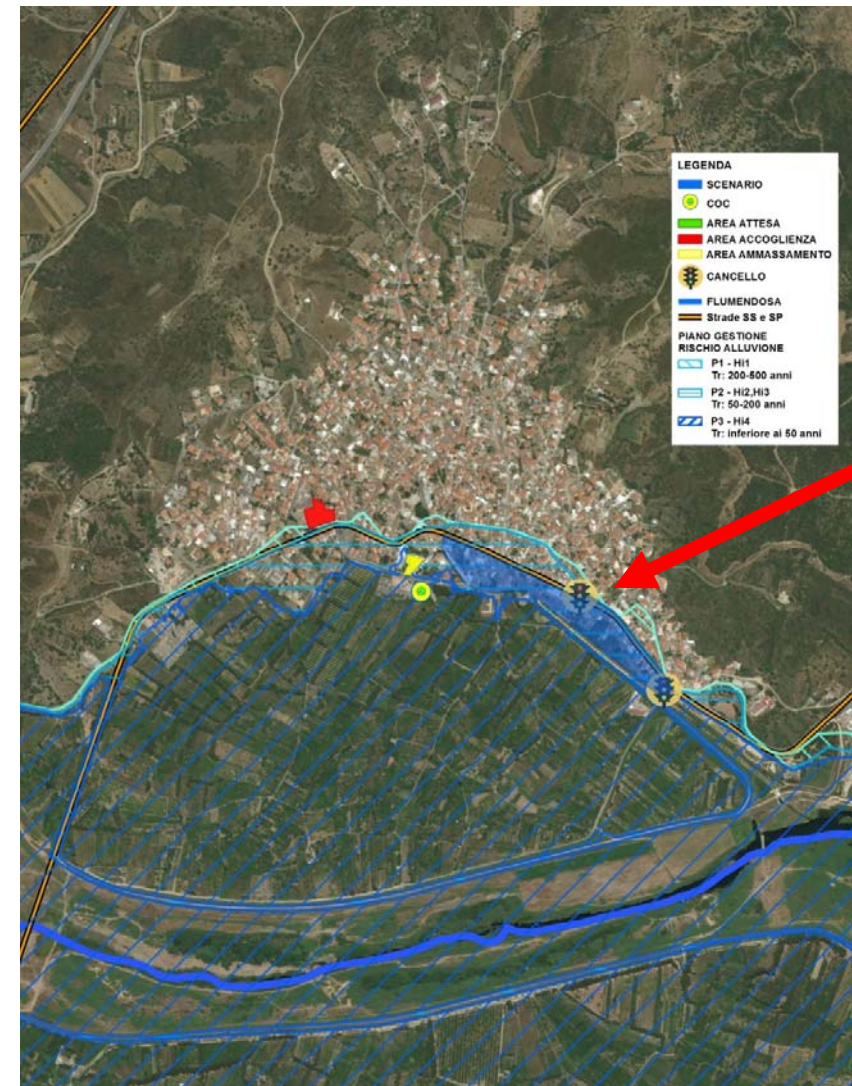 LEGENDA
SCENARIO
COC
AREA ATTESA
AREA ACCOGLIENZA
AREA AMMASSAMENTO
CANCELLO
FLUMENDOSA
Strade SS e SP
PIANO GESTIONE
RISCHIO ALLUVIONE
P1 - Hi1
Tr: 200-500 anni
P2 - Hi2,Hi3
Tr: 50-200 anni
P3 - Hi4
Tr: inferiore ai 50 anni